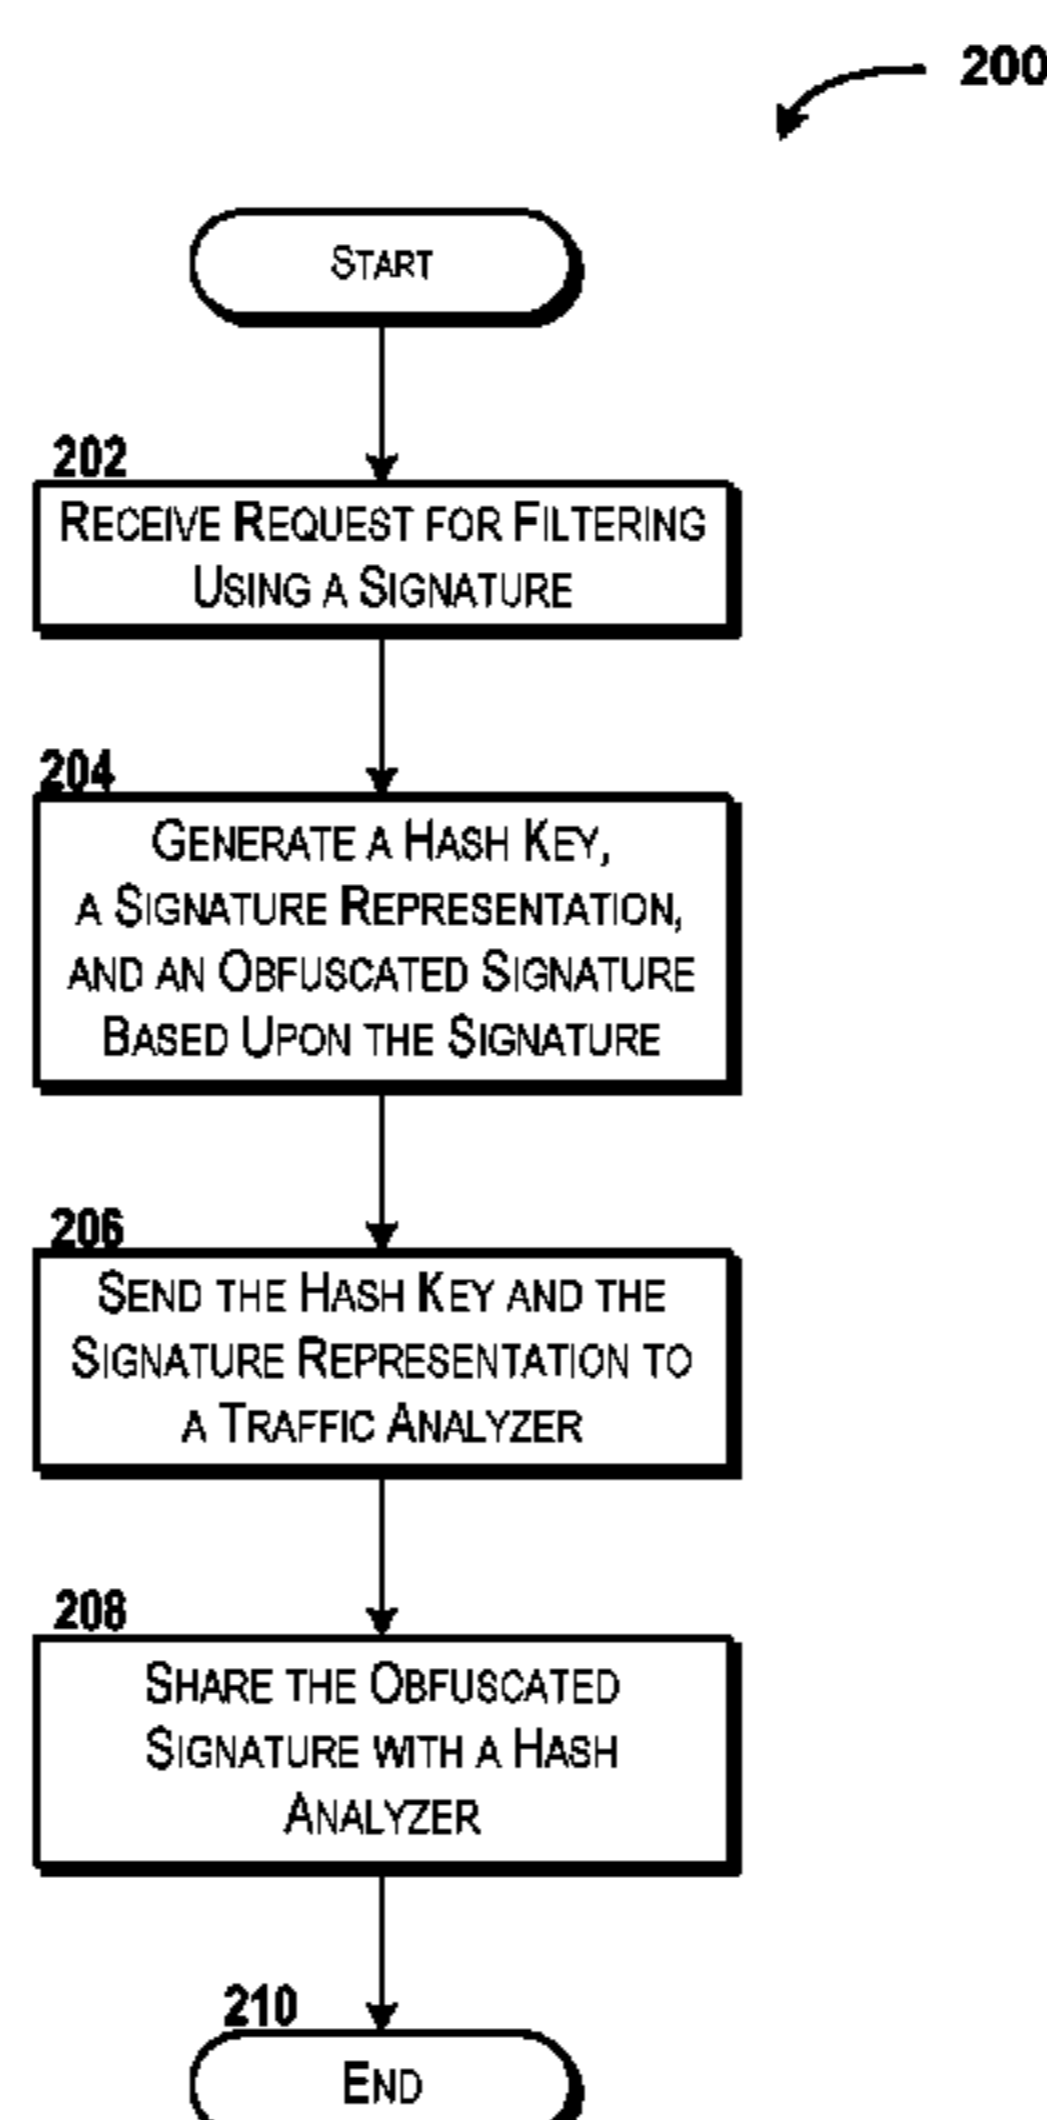 200
START
202
RECEIVE REQUEST FOR FILTERING
USING A SIGNATURE
204
GENERATE A HASH KEY,
A SIGNATURE REPRESENTATION,
AND AN OBFUSCATED SIGNATURE
BASED UPON THE SIGNATURE
206
SEND THE HASH KEY AND THE
SIGNATURE REPRESENTATION TO
A TRAFFIC ANALYZER
208
SHARE THE OBFUSCATED
SIGNATURE WITH A HASH
ANALYZER
210
END